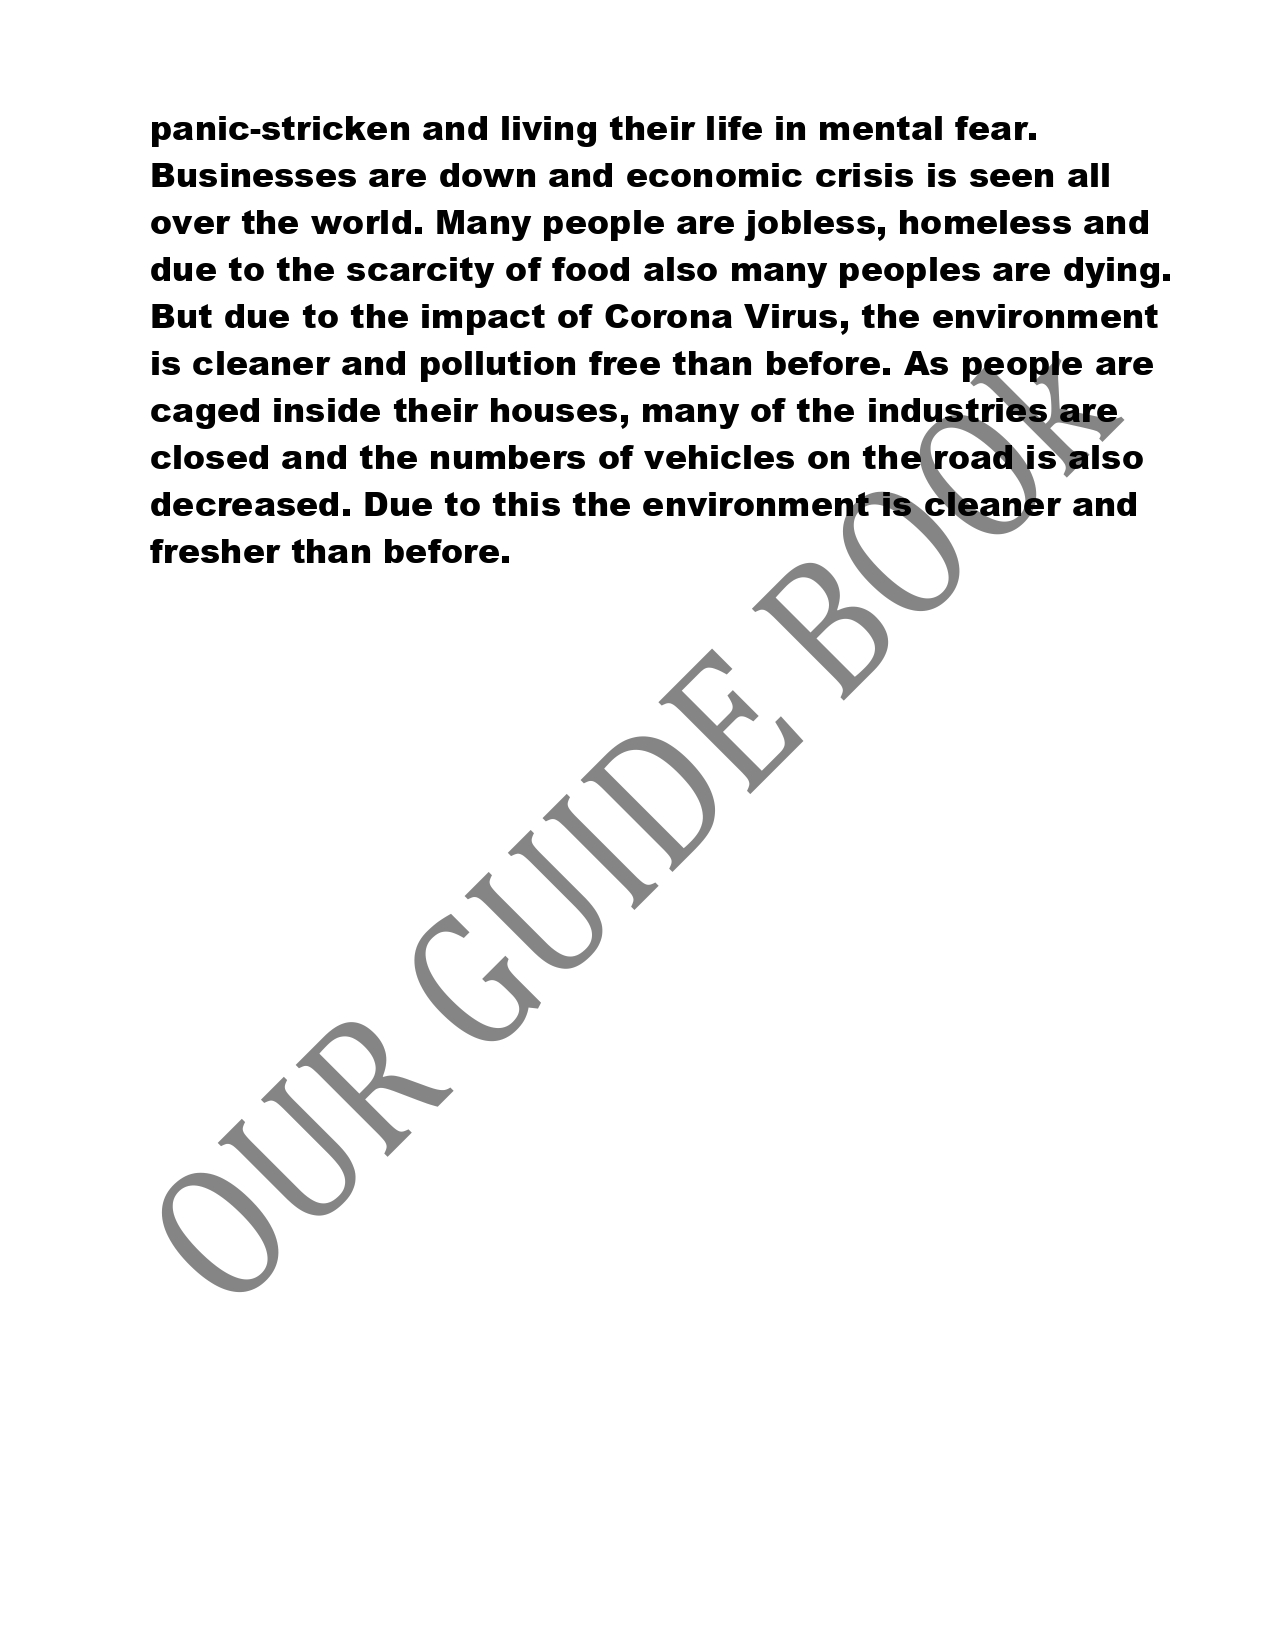 panic-stricken and living their life in mental fear.
Businesses are down and economic crisis is seen all
over the world. Many people are jobless, homeless and
due to the scarcity of food also many peoples are dying.
But due to the impact of Corona Virus, the environment
is cleaner and pollution free than before. As people are
caged inside their houses, many of the industries are
closed and the numbers of vehicles on the road is also
decreased. Due to this the environment is cleaner and
fresher than before.
OUR GUIDE BOOk